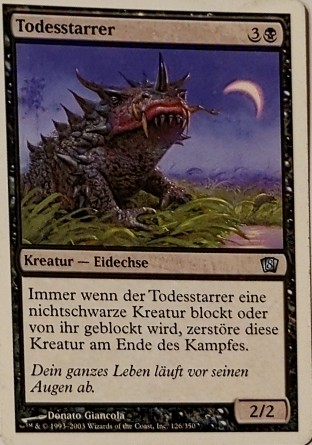 Todesstarrer 3
Kreatur — Eidechse
Immer wenn der Todesstarrer eine
nichtschwarze Kreatur blockt oder
von ihr geblockt wird, zerstöre diese
Kreatur am Ende des Kampfes.
Dein ganzes Leben läuft vor seinen
Augen ab.
Donato Giancola
™ & © 1993-2003 Wizards of the Coast, Inc. 126/350
2/2